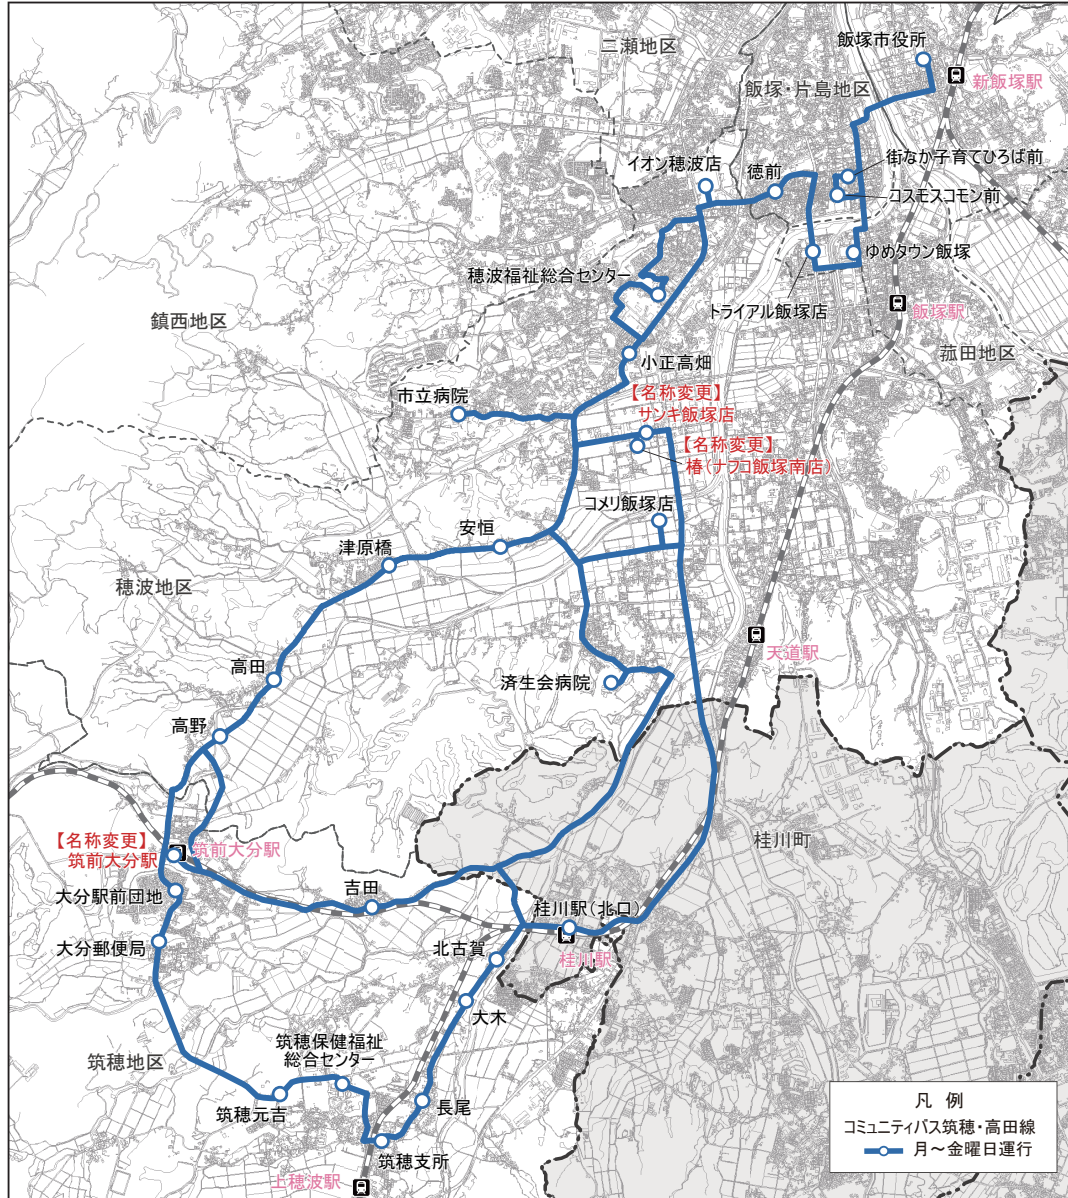 飯塚市役所
二瀬地区
新飯塚駅
飯塚・片島地区
街なか子育てひろば前
イオン穂波店
徳前
コスモスコモン前
ゆめタウン飯塚
穂波福祉総合センター
トライアル飯塚店
飯塚駅
鎮西地区
菰田地区
小正高畑
市立病院
【名称変更】
サンキ飯塚店
【名称変更】
椿(ナフコ飯塚南店)
コメリ飯塚店
安恒
津原橋
穂波地区
天道駅
高田
済生会病院
高野
【名称変更】
筑前大分駅
筑前大分駅
桂川町
大分駅前団地
吉田
桂川駅(北口)
大分郵便局
北古賀
桂川駅
大木
筑穂保健福祉
総合センター
筑穂地区
筑穂元吉
長尾
筑穂支所
上穂波駅
凡 例
コミュニティバス筑穂・高田線
月~金曜日運行